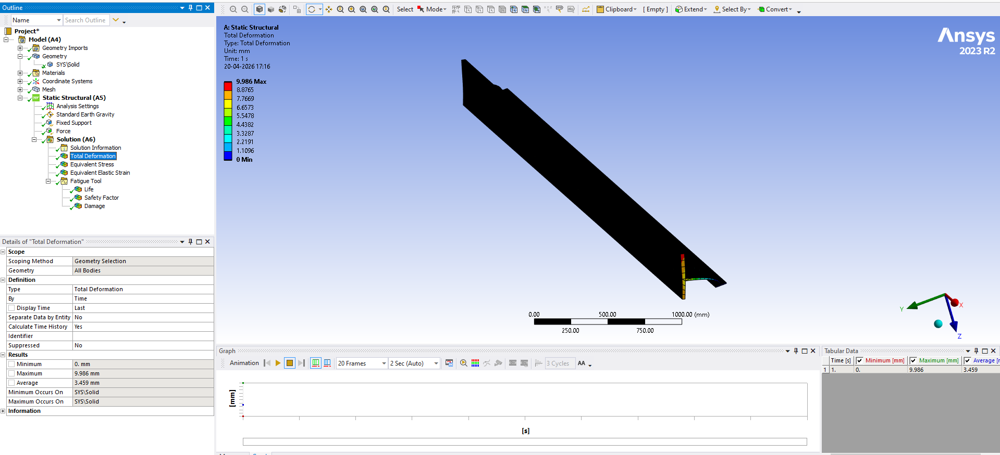 Outline
Name
Search Outline
Project*
Model (A4)
Geometry Imports
Geometry
SYS\Solid
Materials
Coordinate Systems
Mesh
Static Structural (A5)
Analysis Settings
Standard Earth Gravity
Fixed Support
Force
Solution (A6)
Solution Information
Total Deformation
Equivalent Stress
Equivalent Elastic Strain
Fatigue Tool
Life
Safety Factor
Damage
Details of "Total Deformation"
Scope
Scoping Method Geometry Selection
Geometry All Bodies
Definition
Type Total Deformation
By Time
Display Time Last
Separate Data by Entity No
Calculate Time History Yes
Identifier
Suppressed No
Results
Minimum 0. mm
Maximum 9.986 mm
Average 3.459 mm
Minimum Occurs On SYS\Solid
Maximum Occurs On SYS\Solid
Information
Select Mode Clipboard [ Empty ] Extend Select By Convert
A: Static Structural
Total Deformation
Type: Total Deformation
Unit: mm
Time: 1 s
20-04-2026 17:16
9.986 Max
8.8765
7.7669
6.6573
5.5478
4.4382
3.3287
2.2191
1.1096
0 Min
Ansys
2023 R2
0.00 500.00 1000.00 (mm)
250.00 750.00
Y
X
Z
Graph
Animation 20 Frames 2 Sec (Auto) 3 Cycles AA
[mm]
[s]
Tabular Data
Time [s] Minimum [mm] Maximum [mm] Average [
1 1. 0. 9.986 3.459